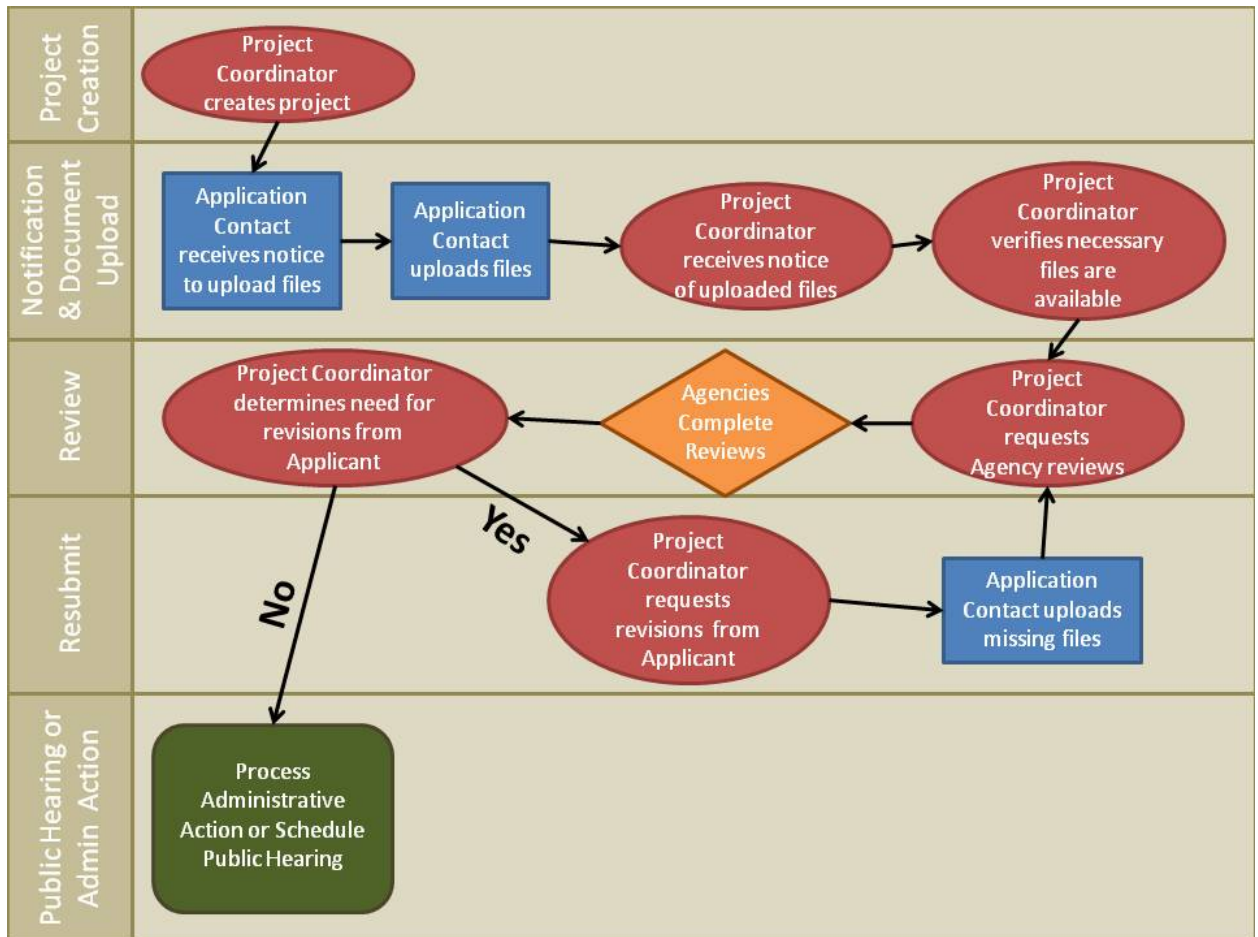 Project
Creation
Project
Coordinator
creates project
Notification
& Document
Upload
Application
Contact
receives notice
to upload files
Application
Contact
uploads files
Project
Coordinator
receives notice
of uploaded files
Project
Coordinator
verifies necessary
files are
available
Review
Project Coordinator
determines need for
revisions from
Applicant
Agencies
Complete
Reviews
Project
Coordinator
requests
Agency reviews
Resubmit
No
Yes
Project
Coordinator
requests
revisions from
Applicant
Application
Contact uploads
missing files
Public Hearing or
Admin Action
Process
Administrative
Action or Schedule
Public Hearing